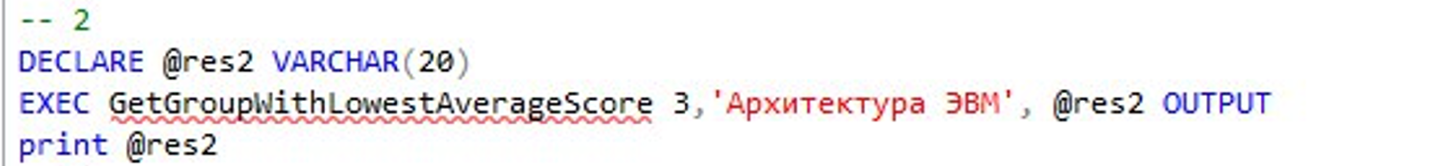 -- 2
DECLARE @res2 VARCHAR(20)
EXEC GetGroupWithLowestAverageScore 3,'Архитектура ЭВМ', @res2 OUTPUT
print @res2